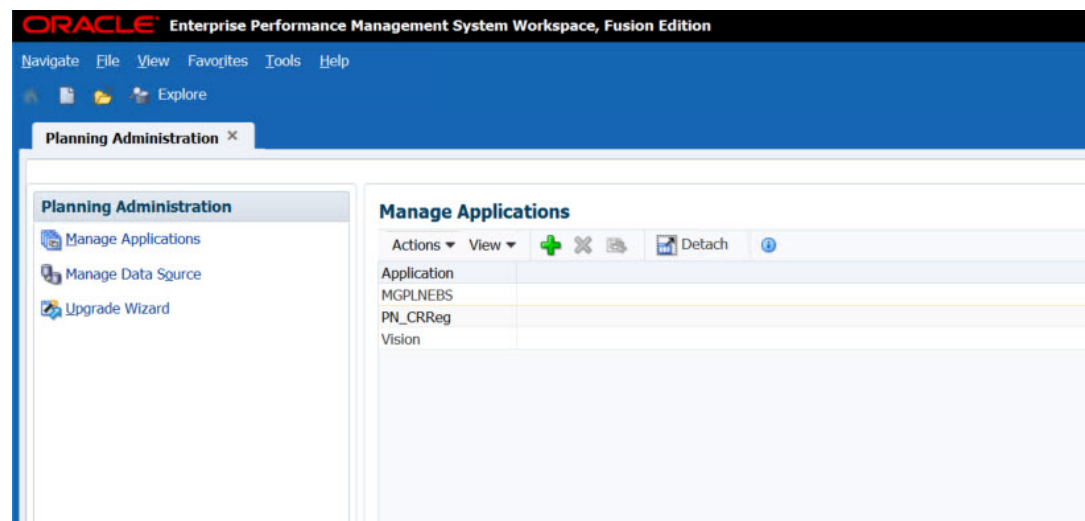 ORACLE Enterprise Performance Management System Workspace, Fusion Edition
Navigate File View Favorites Tools Help
Explore
Planning Administration ×
Planning Administration
Manage Applications
Manage Data Source
Upgrade Wizard
Manage Applications
Actions View Detach
Application
MGPLNEBS
PN_CRReg
Vision